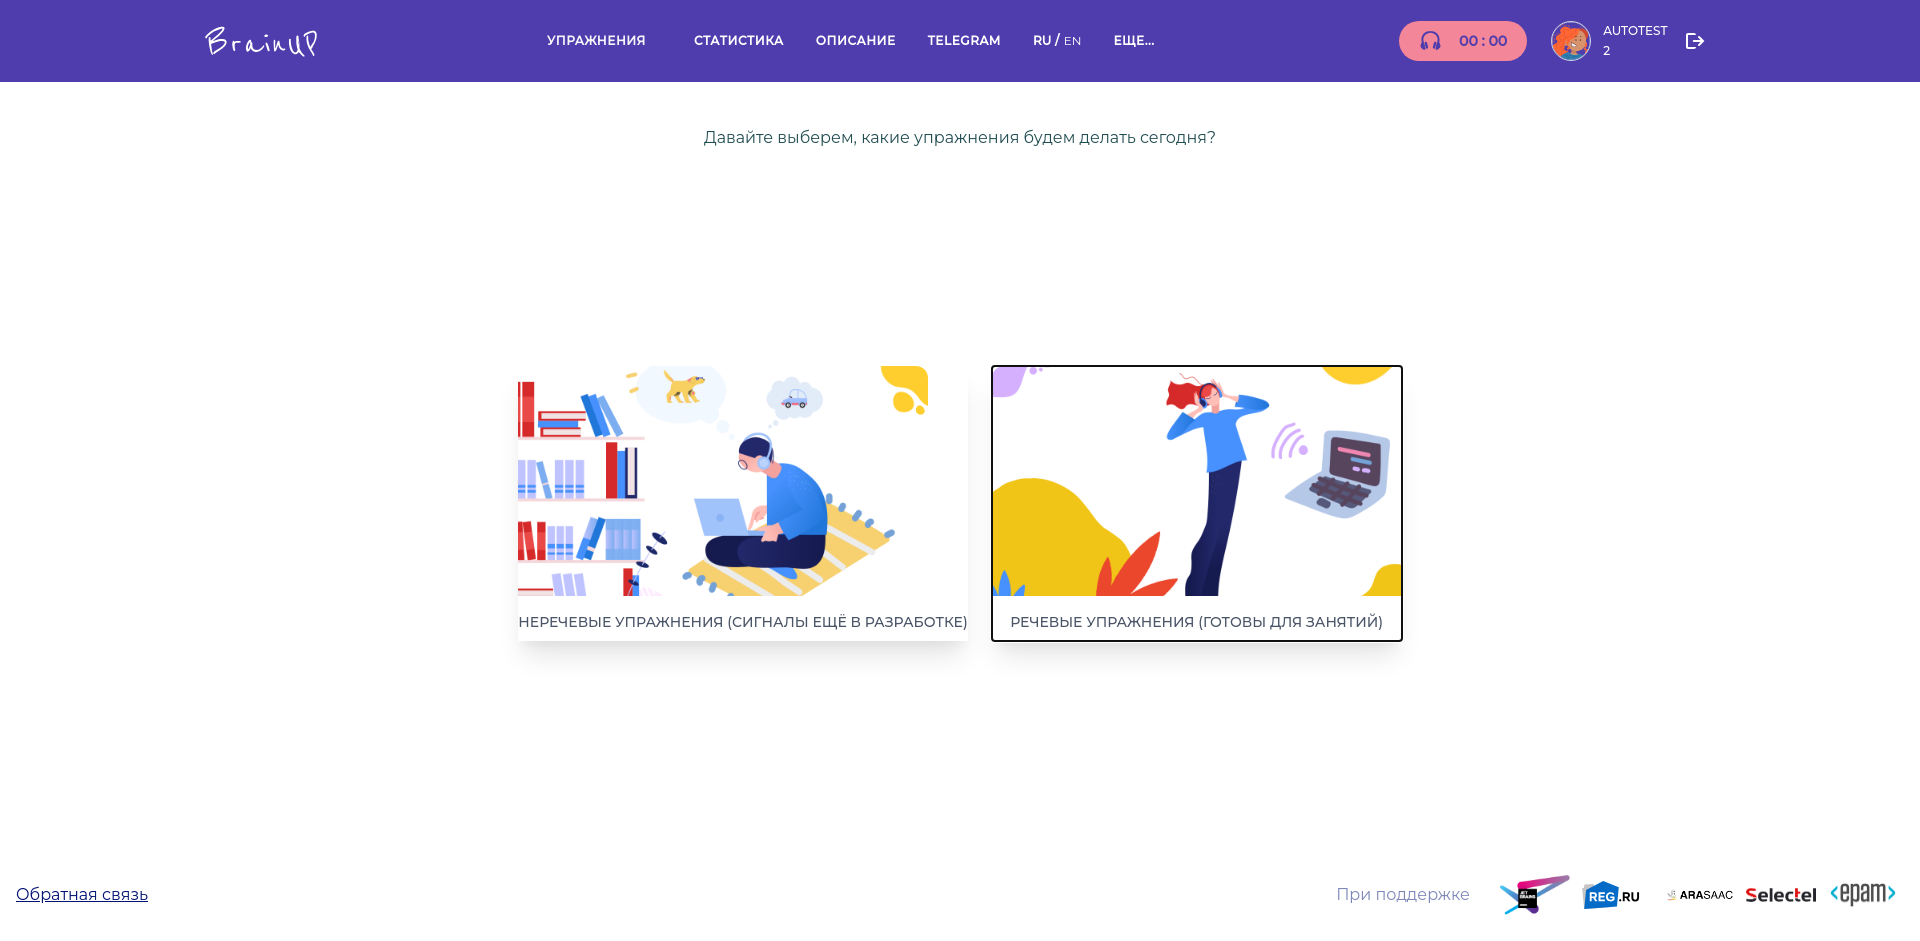 BrainUP
УПРАЖНЕНИЯ
СТАТИСТИКА
ОПИСАНИЕ
TELEGRAM
RU / EN
ЕЩЕ...
00 : 00
AUTOTEST
2
Давайте выберем, какие упражнения будем делать сегодня?
НЕРЕЧЕВЫЕ УПРАЖНЕНИЯ (СИГНАЛЫ ЕЩЁ В РАЗРАБОТКЕ)
РЕЧЕВЫЕ УПРАЖНЕНИЯ (ГОТОВЫ ДЛЯ ЗАНЯТИЙ)
Обратная связь
При поддержке
JET
BRAINS
REG.RU
ARASAAC
Selectel
<epam>